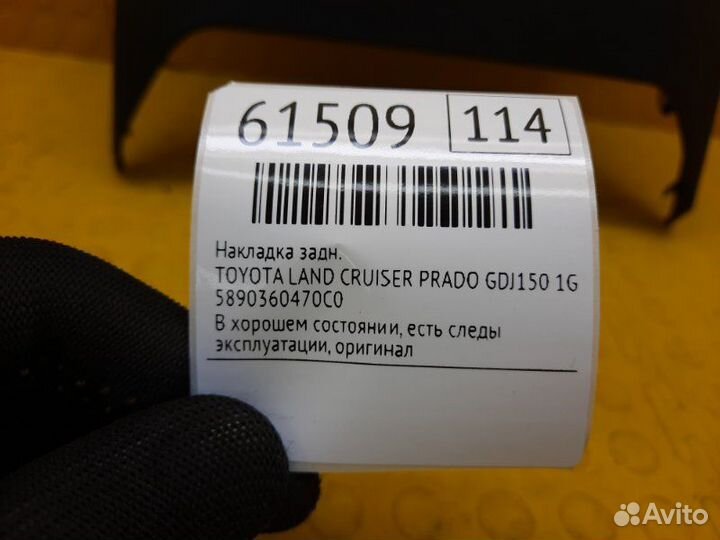 61509 114
Накладка задн.
TOYOTA LAND CRUISER PRADO GDJ150 1G
5890360470C0
В хорошем состоянии, есть следы
эксплуатации, оригинал
Avito